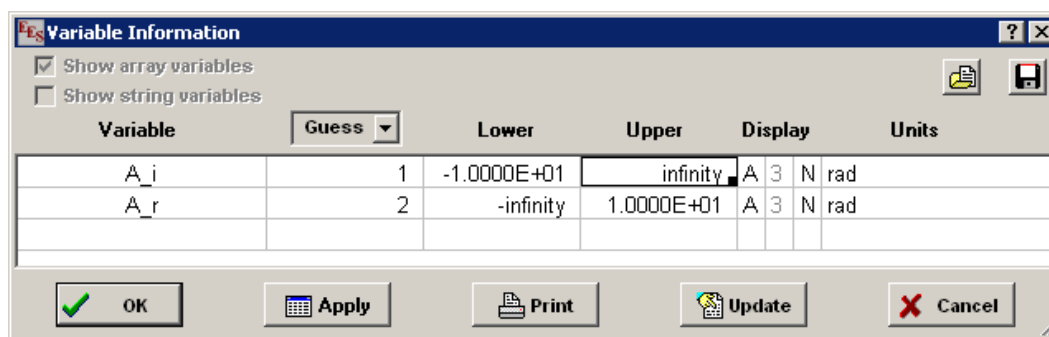 EES Variable Information
Show array variables
Show string variables
Variable Guess Lower Upper Display Units
A_i 1 -1.0000E+01 infinity A 3 N rad
A_r 2 -infinity 1.0000E+01 A 3 N rad
OK Apply Print Update Cancel